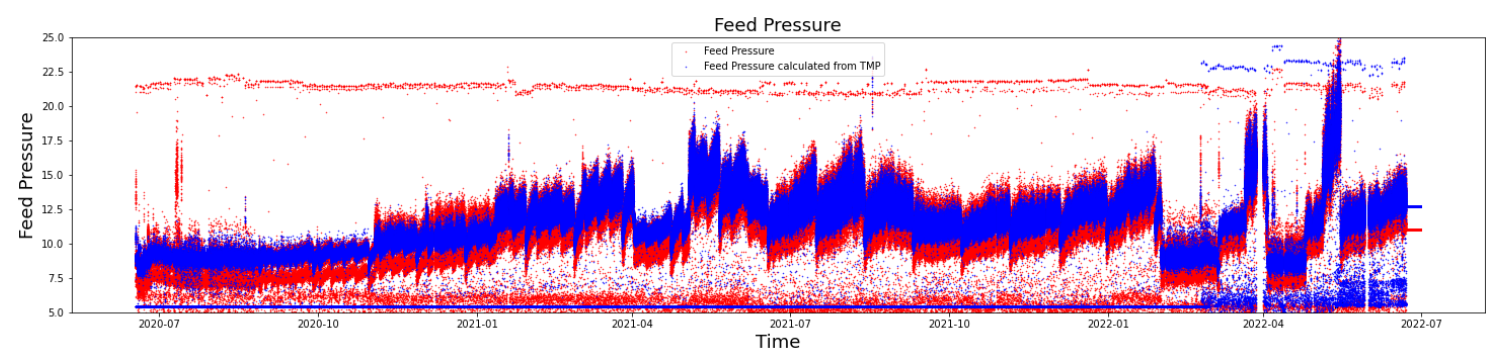 Feed Pressure
25.0
22.5
20.0
17.5
15.0
12.5
10.0
7.5
5.0
Feed Pressure
Feed Pressure
Feed Pressure calculated from TMP
2020-07 2020-10 2021-01 2021-04 2021-07 2021-10 2022-01 2022-04 2022-07
Time